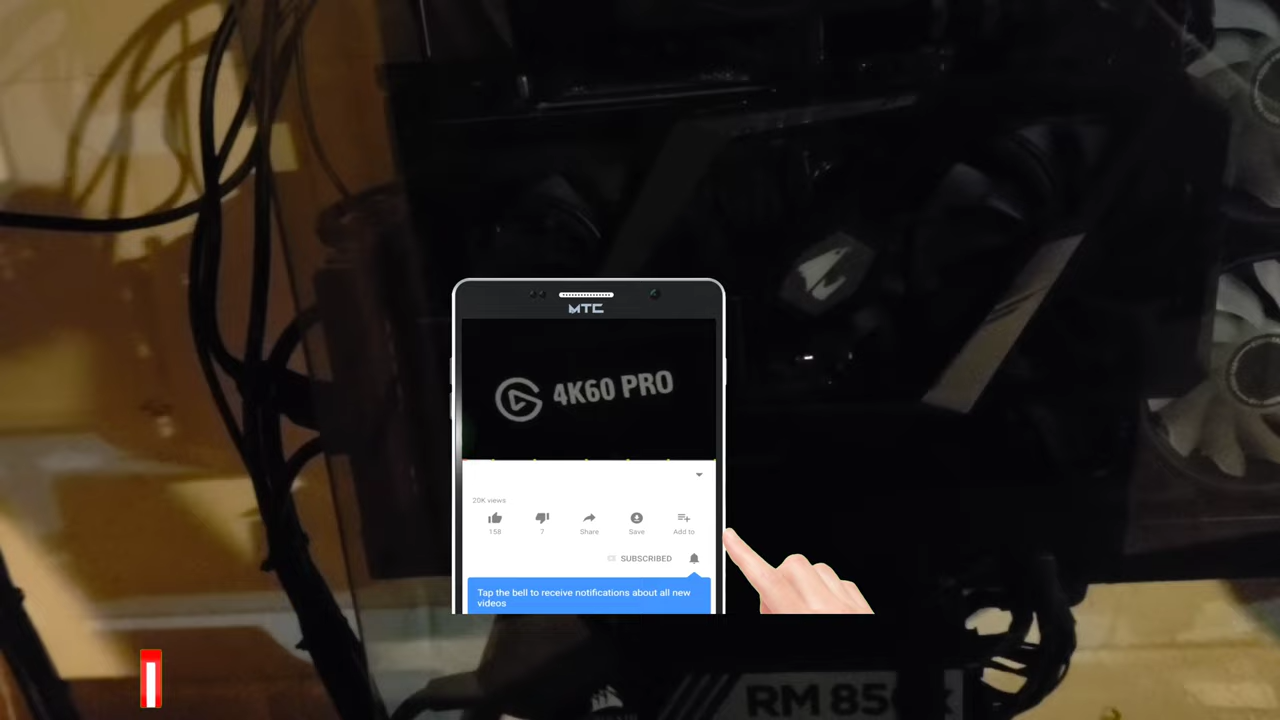 MTC
4K60 PRO
20K views
158
7
Share
Save
Add to
SUBSCRIBED
Tap the bell to receive notifications about all new
videos
RM 850x